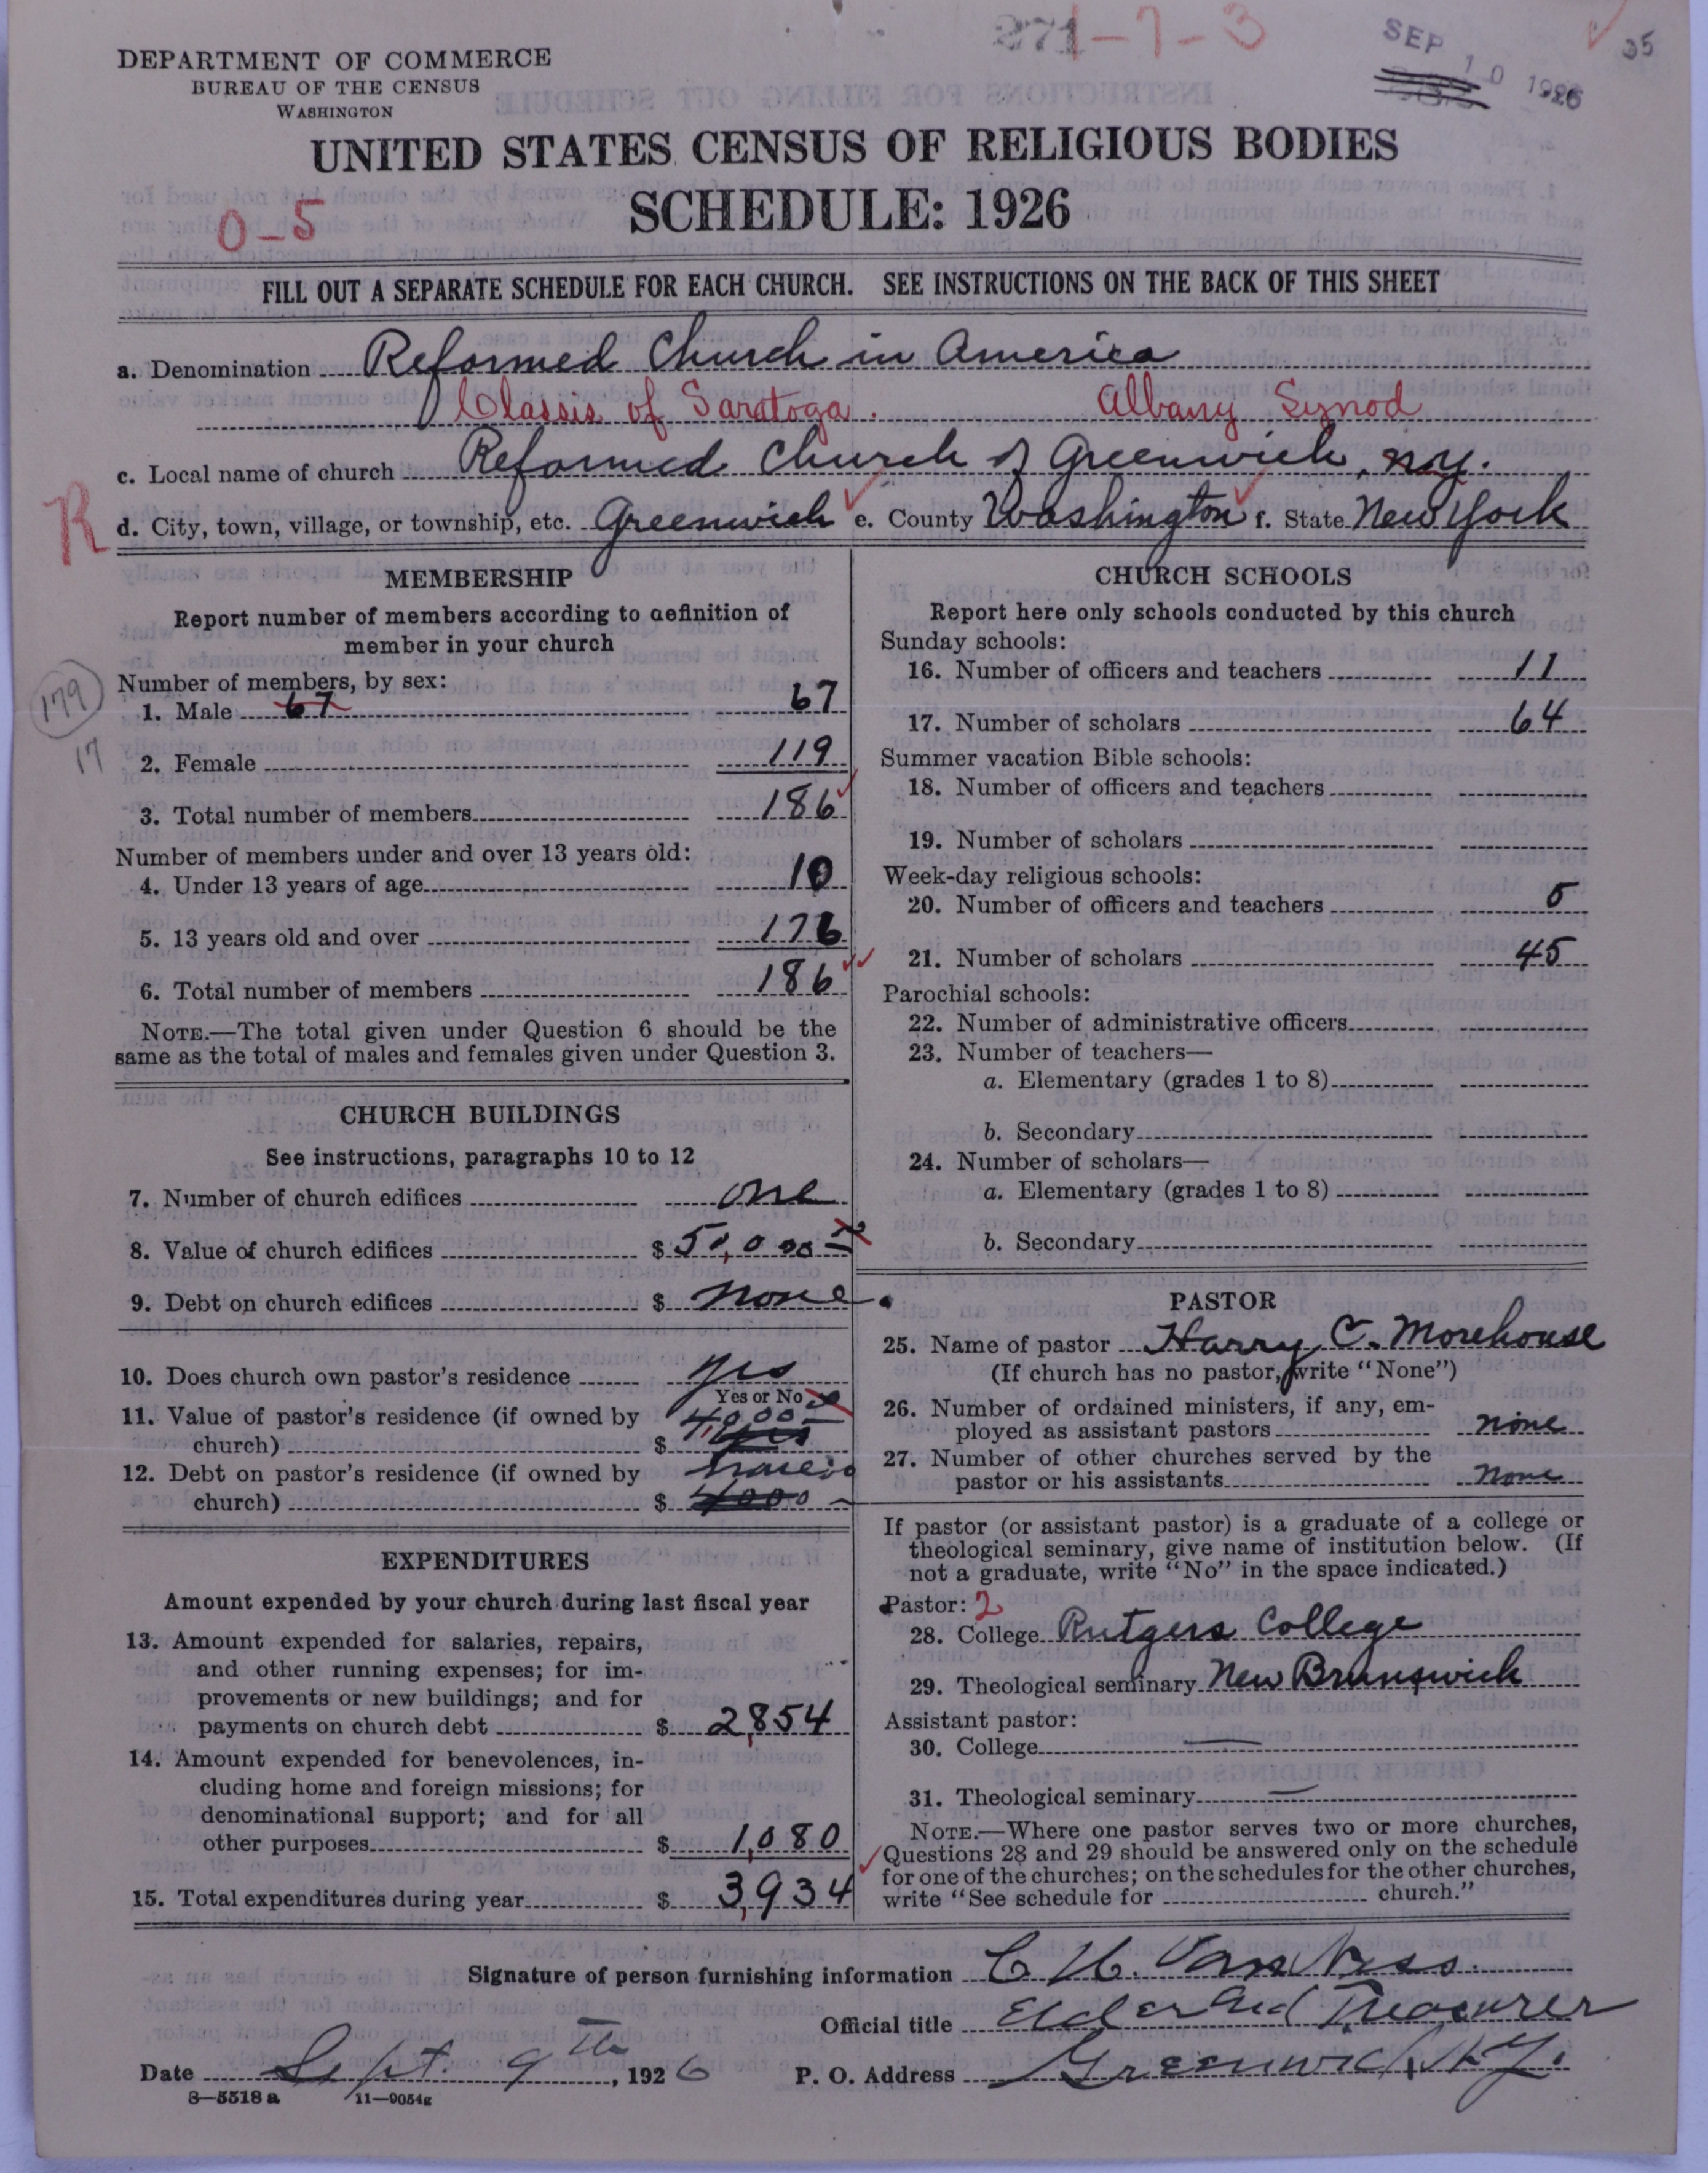 271-7-3
SEP 10 1926
35
DEPARTMENT OF COMMERCE
BUREAU OF THE CENSUS
WASHINGTON
UNITED STATES CENSUS OF RELIGIOUS BODIES
SCHEDULE: 1926
0-5
FILL OUT A SEPARATE SCHEDULE FOR EACH CHURCH. SEE INSTRUCTIONS ON THE BACK OF THIS SHEET
a. Denomination Reformed Church in America
Classis of Saratoga. Albany Synod
c. Local name of church Reformed Church of Greenwich, N.Y.
R
d. City, town, village, or township, etc. Greenwich e. County Washington f. State New York
MEMBERSHIP
Report number of members according to definition of
member in your church
Number of members, by sex:
179
1. Male 67 67
17
2. Female 119
3. Total number of members 186
Number of members under and over 13 years old:
4. Under 13 years of age 10
5. 13 years old and over 176
6. Total number of members 186
NOTE.—The total given under Question 6 should be the
same as the total of males and females given under Question 3.
CHURCH BUILDINGS
See instructions, paragraphs 10 to 12
7. Number of church edifices one
8. Value of church edifices $ 50,000
9. Debt on church edifices $ none
10. Does church own pastor's residence yes
Yes or No
11. Value of pastor's residence (if owned by
church) $ 4,000
12. Debt on pastor's residence (if owned by
church) $ 4000
EXPENDITURES
Amount expended by your church during last fiscal year
13. Amount expended for salaries, repairs,
and other running expenses; for im-
provements or new buildings; and for
payments on church debt $ 2,854
14. Amount expended for benevolences, in-
cluding home and foreign missions; for
denominational support; and for all
other purposes $ 1,080
15. Total expenditures during year $ 3,934
CHURCH SCHOOLS
Report here only schools conducted by this church
Sunday schools:
16. Number of officers and teachers 11
17. Number of scholars 64
Summer vacation Bible schools:
18. Number of officers and teachers
19. Number of scholars
Week-day religious schools:
20. Number of officers and teachers 5
21. Number of scholars 45
Parochial schools:
22. Number of administrative officers
23. Number of teachers—
a. Elementary (grades 1 to 8)
b. Secondary
24. Number of scholars—
a. Elementary (grades 1 to 8)
b. Secondary
PASTOR
25. Name of pastor Harry C. Morehouse
(If church has no pastor, write "None")
26. Number of ordained ministers, if any, em-
ployed as assistant pastors none
27. Number of other churches served by the
pastor or his assistants none
If pastor (or assistant pastor) is a graduate of a college or
theological seminary, give name of institution below. (If
not a graduate, write "No" in the space indicated.)
Pastor: 2
28. College Rutgers College
29. Theological seminary New Brunswick
Assistant pastor:
30. College —
31. Theological seminary —
NOTE.—Where one pastor serves two or more churches,
Questions 28 and 29 should be answered only on the schedule
for one of the churches; on the schedules for the other churches,
write "See schedule for church."
Signature of person furnishing information C. H. Van Ness.
Official title Elder and Treasurer
Date Sept. 9th, 1926 P. O. Address Greenwich, N.Y.
8—5518 a 11—9054g